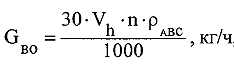 G_ВО = (30·V_h·n·ρ_АВС) / 1000, кг/ч,